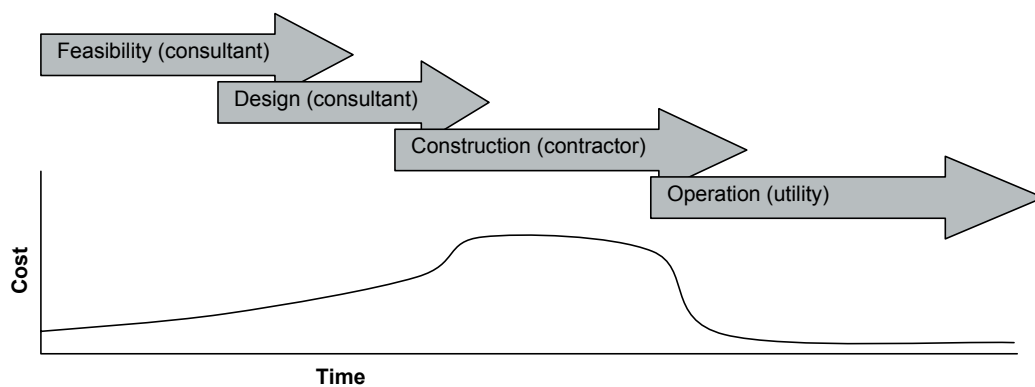 Feasibility (consultant)
Design (consultant)
Construction (contractor)
Operation (utility)
Cost
Time